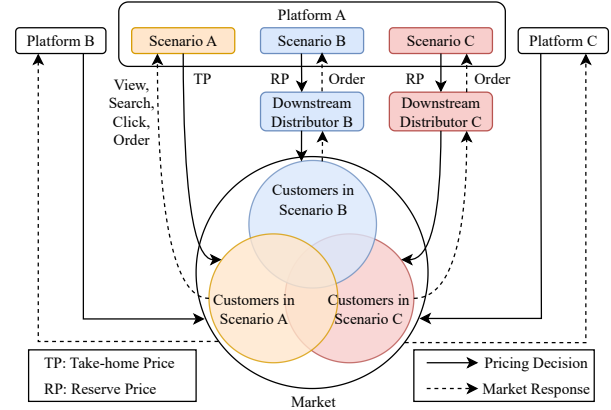 Platform A
Platform B
Scenario A
Scenario B
Scenario C
Platform C
View,
Search,
Click,
Order
TP
RP
Order
RP
Order
Downstream
Distributor B
Downstream
Distributor C
Customers in
Scenario B
Customers in
Scenario A
Customers in
Scenario C
TP: Take-home Price
RP: Reserve Price
Market
Pricing Decision
Market Response